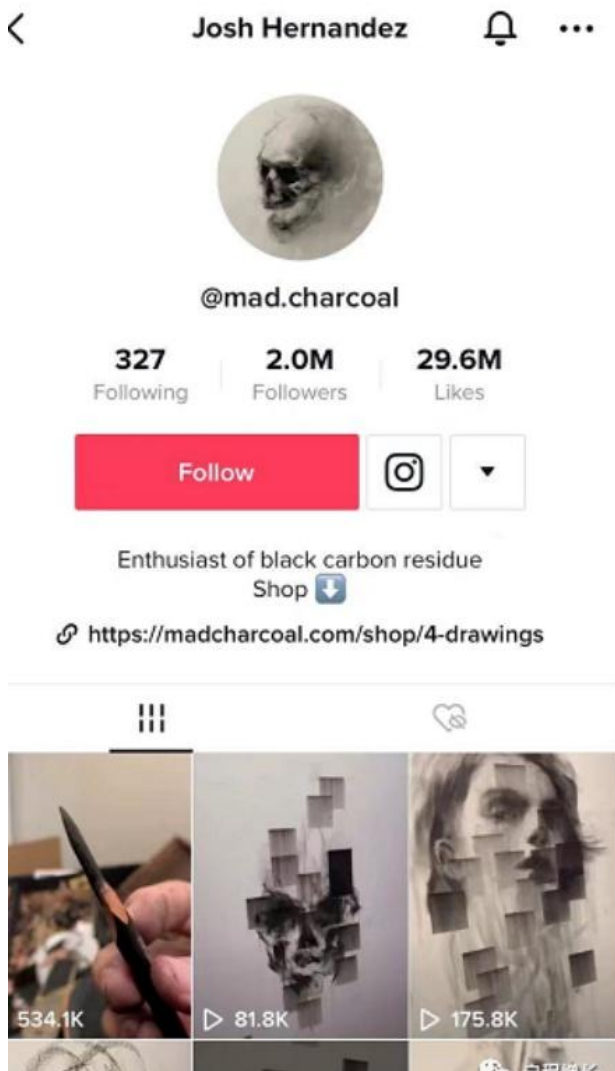 Josh Hernandez
@mad.charcoal
327
2.0M
29.6M
Following
Followers
Likes
Follow
Enthusiast of black carbon residue
Shop
https://madcharcoal.com/shop/4-drawings
534.1K
81.8K
175.8K